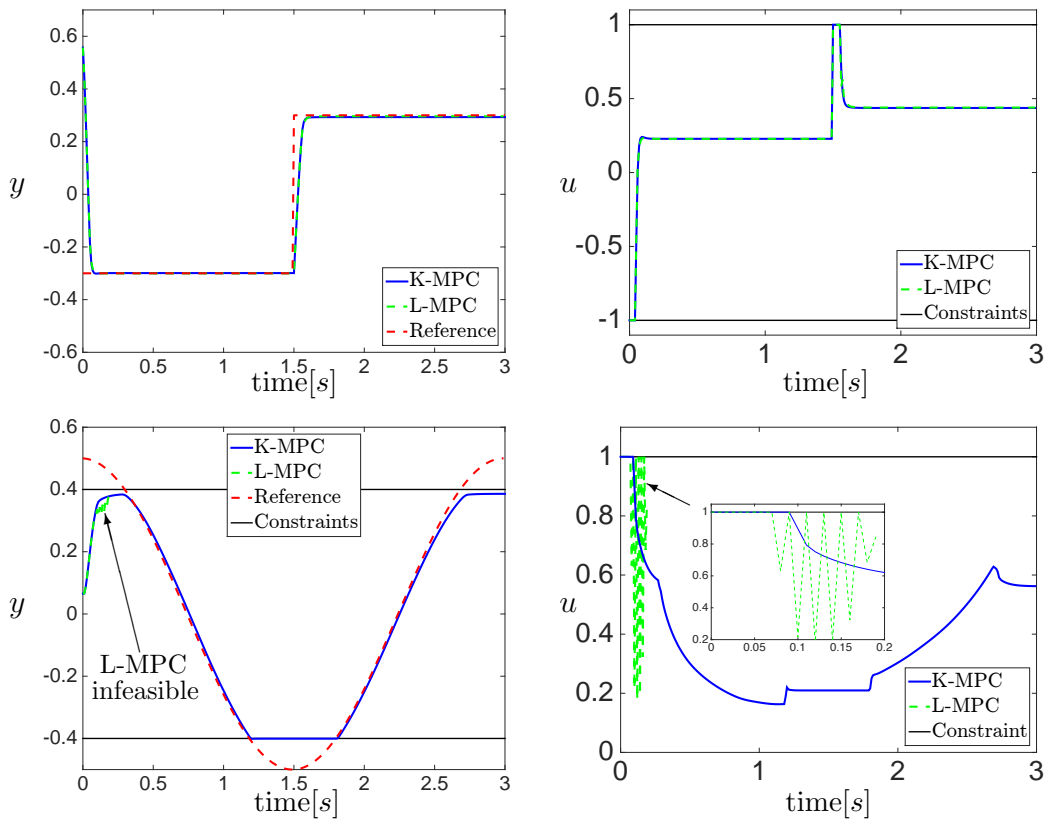 0.6
0.4
0.2
0
-0.2
-0.4
-0.6
y
0
0.5
1
1.5
2
2.5
3
time[s]
K-MPC
L-MPC
Reference
1
0.5
0
-0.5
-1
u
0
1
2
3
time[s]
K-MPC
L-MPC
Constraints
0.6
0.4
0.2
0
-0.2
-0.4
y
0
0.5
1
1.5
2
2.5
3
time[s]
K-MPC
L-MPC
Reference
Constraints
L-MPC
infeasible
1
0.8
0.6
0.4
0.2
0
u
0
1
2
3
time[s]
1
0.8
0.6
0.4
0.2
0
0.05
0.1
0.15
0.2
K-MPC
L-MPC
Constraint